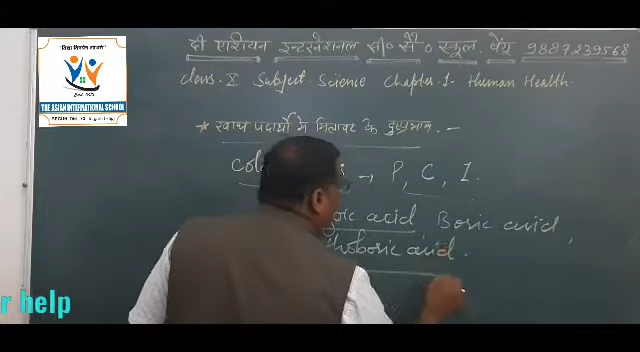 दी एशियन इन्टरनेशनल सी० सै० स्कूल. बेंगू 9887239568
Class. X Subject - Science Chapter-1- Human Health
THE ASIAN INTERNATIONAL SCHOOL
★ खाद्य पदार्थों में मिलावट के दुष्प्रभाव. -
→ P, C, I.
acid, Boric acid,
acid.
r help